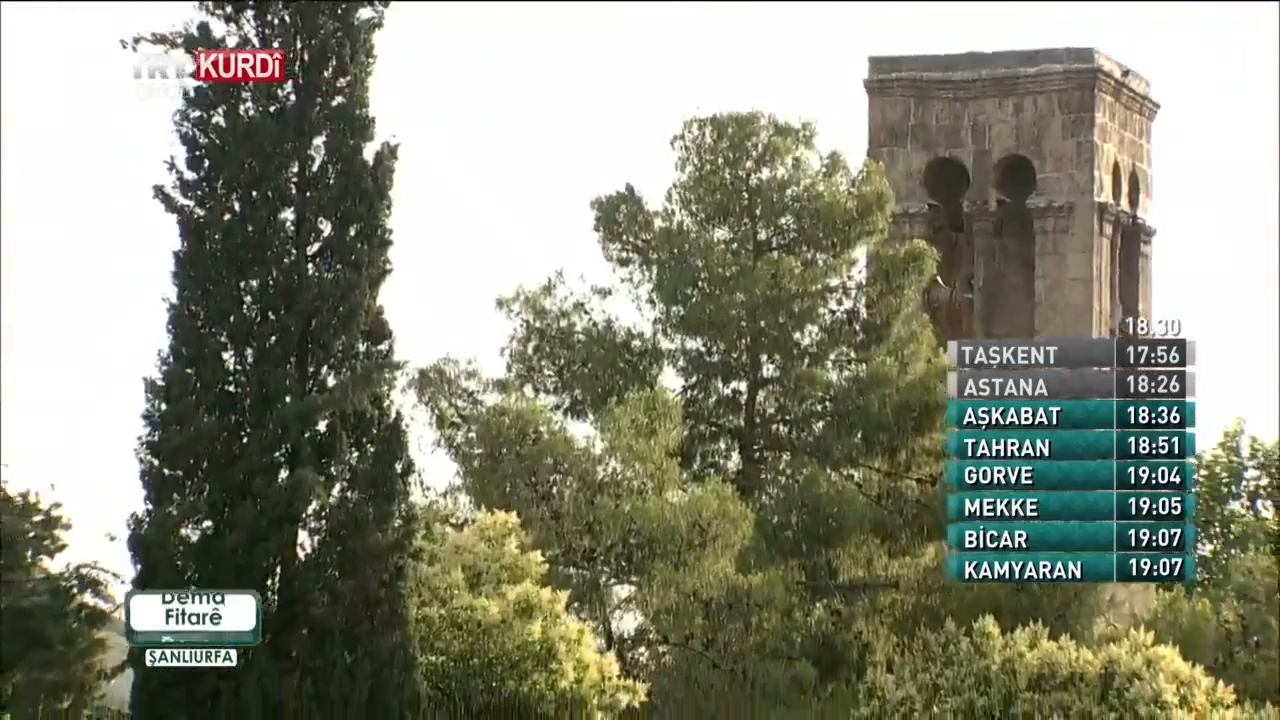 TRT KURDÎ
18.30
TAŞKENT 17:56
ASTANA 18:26
AŞKABAT 18:36
TAHRAN 18:51
GORVE 19:04
MEKKE 19:05
BİCAR 19:07
KAMYARAN 19:07
Dema
Fitarê
ŞANLIURFA